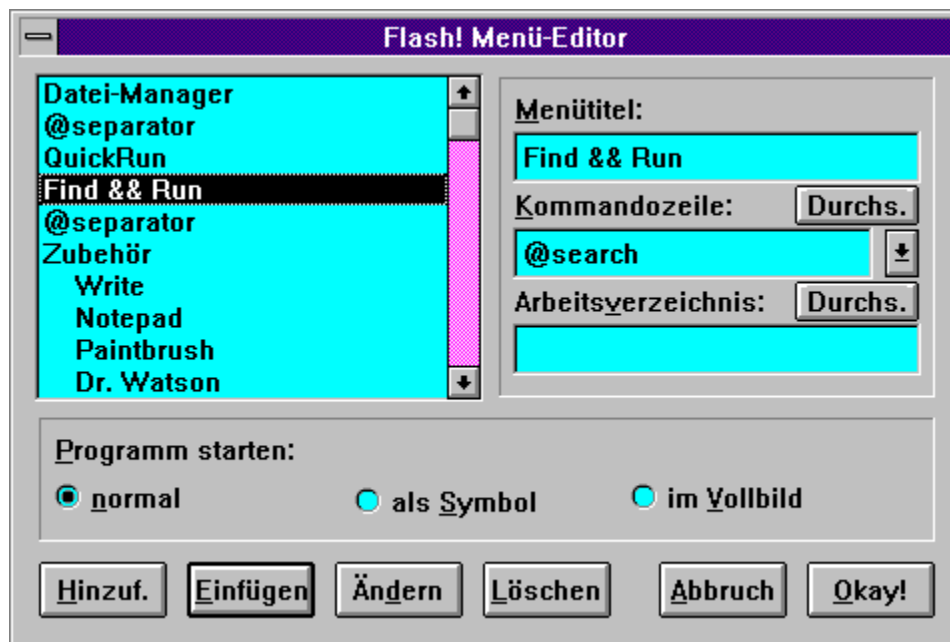 Flash! Menü-Editor
Datei-Manager
@separator
QuickRun
Find && Run
@separator
Zubehör
Write
Notepad
Paintbrush
Dr. Watson
Menütitel:
Find && Run
Kommandozeile:
Durchs.
@search
Arbeitsverzeichnis:
Durchs.
Programm starten:
normal
als Symbol
im Vollbild
Hinzuf.
Einfügen
Ändern
Löschen
Abbruch
Okay!